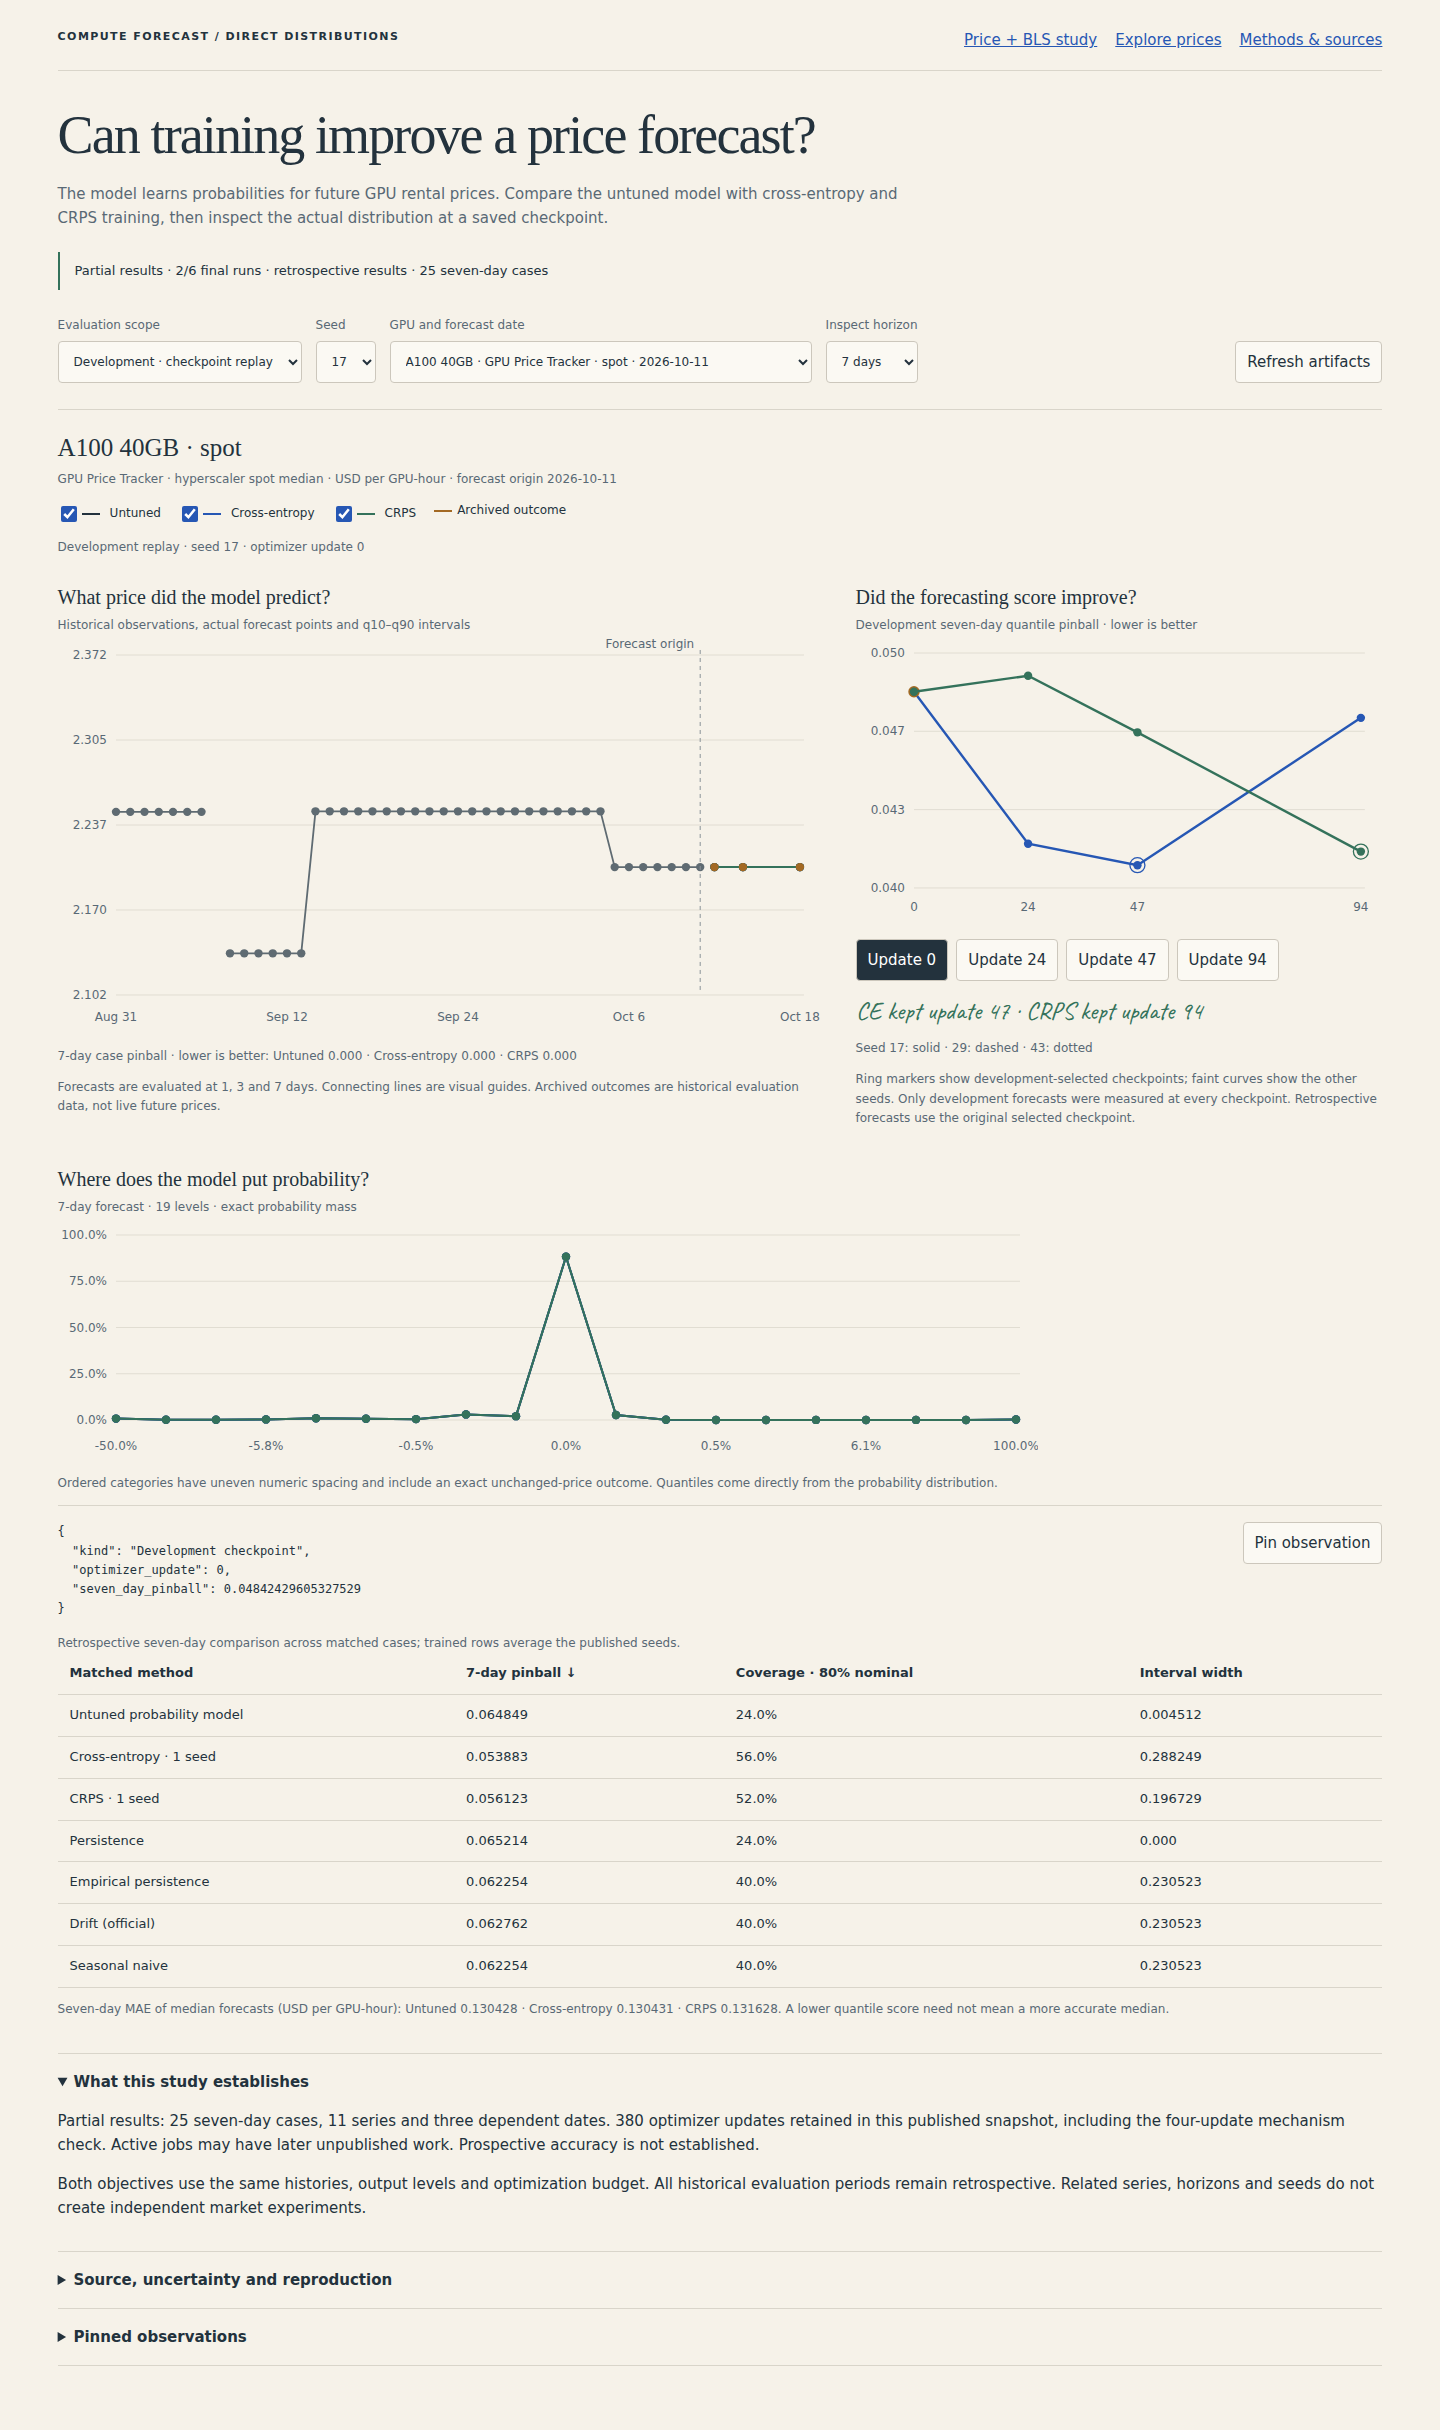 COMPUTE FORECAST / DIRECT DISTRIBUTIONS
Price + BLS study Explore prices Methods & sources
Can training improve a price forecast?
The model learns probabilities for future GPU rental prices. Compare the untuned model with cross-entropy and
CRPS training, then inspect the actual distribution at a saved checkpoint.
Partial results · 2/6 final runs · retrospective results · 25 seven-day cases
Evaluation scope Seed GPU and forecast date Inspect horizon
Development · checkpoint replay 17 A100 40GB · GPU Price Tracker · spot · 2026-10-11 7 days Refresh artifacts
A100 40GB · spot
GPU Price Tracker · hyperscaler spot median · USD per GPU-hour · forecast origin 2026-10-11
Untuned Cross-entropy CRPS Archived outcome
Development replay · seed 17 · optimizer update 0
What price did the model predict?
Historical observations, actual forecast points and q10–q90 intervals
Forecast origin
2.372
2.305
2.237
2.170
2.102
Aug 31 Sep 12 Sep 24 Oct 6 Oct 18
7-day case pinball · lower is better: Untuned 0.000 · Cross-entropy 0.000 · CRPS 0.000
Forecasts are evaluated at 1, 3 and 7 days. Connecting lines are visual guides. Archived outcomes are historical evaluation
data, not live future prices.
Did the forecasting score improve?
Development seven-day quantile pinball · lower is better
0.050
0.047
0.043
0.040
0 24 47 94
Update 0 Update 24 Update 47 Update 94
CE kept update 47 · CRPS kept update 94
Seed 17: solid · 29: dashed · 43: dotted
Ring markers show development-selected checkpoints; faint curves show the other
seeds. Only development forecasts were measured at every checkpoint. Retrospective
forecasts use the original selected checkpoint.
Where does the model put probability?
7-day forecast · 19 levels · exact probability mass
100.0%
75.0%
50.0%
25.0%
0.0%
-50.0% -5.8% -0.5% 0.0% 0.5% 6.1% 100.0%
Ordered categories have uneven numeric spacing and include an exact unchanged-price outcome. Quantiles come directly from the probability distribution.
{
"kind": "Development checkpoint",
"optimizer_update": 0,
"seven_day_pinball": 0.04842429605327529
}
Pin observation
Retrospective seven-day comparison across matched cases; trained rows average the published seeds.
Matched method 7-day pinball ↓ Coverage · 80% nominal Interval width
Untuned probability model 0.064849 24.0% 0.004512
Cross-entropy · 1 seed 0.053883 56.0% 0.288249
CRPS · 1 seed 0.056123 52.0% 0.196729
Persistence 0.065214 24.0% 0.000
Empirical persistence 0.062254 40.0% 0.230523
Drift (official) 0.062762 40.0% 0.230523
Seasonal naive 0.062254 40.0% 0.230523
Seven-day MAE of median forecasts (USD per GPU-hour): Untuned 0.130428 · Cross-entropy 0.130431 · CRPS 0.131628. A lower quantile score need not mean a more accurate median.
▼ What this study establishes
Partial results: 25 seven-day cases, 11 series and three dependent dates. 380 optimizer updates retained in this published snapshot, including the four-update mechanism
check. Active jobs may have later unpublished work. Prospective accuracy is not established.
Both objectives use the same histories, output levels and optimization budget. All historical evaluation periods remain retrospective. Related series, horizons and seeds do not
create independent market experiments.
▶ Source, uncertainty and reproduction
▶ Pinned observations